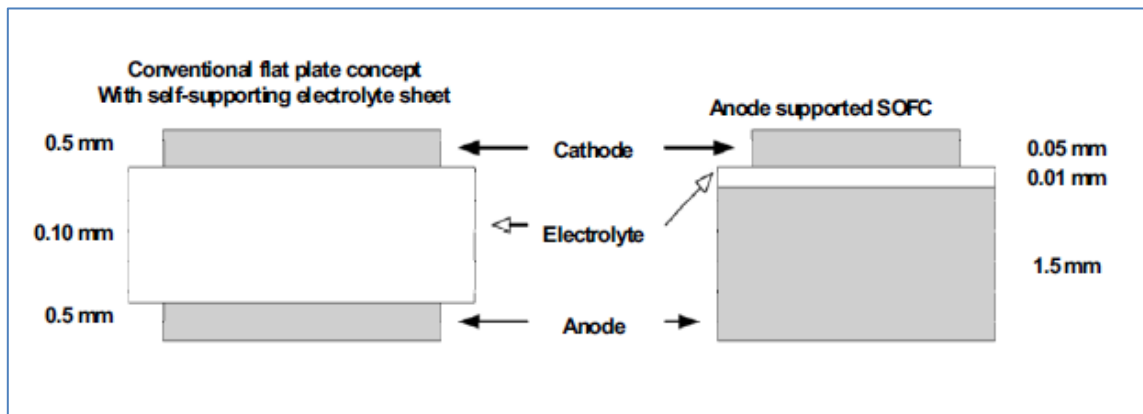 Conventional flat plate concept
With self-supporting electrolyte sheet
Anode supported SOFC
0.5 mm
Cathode
0.05 mm
0.01 mm
0.10 mm
Electrolyte
1.5 mm
0.5 mm
Anode